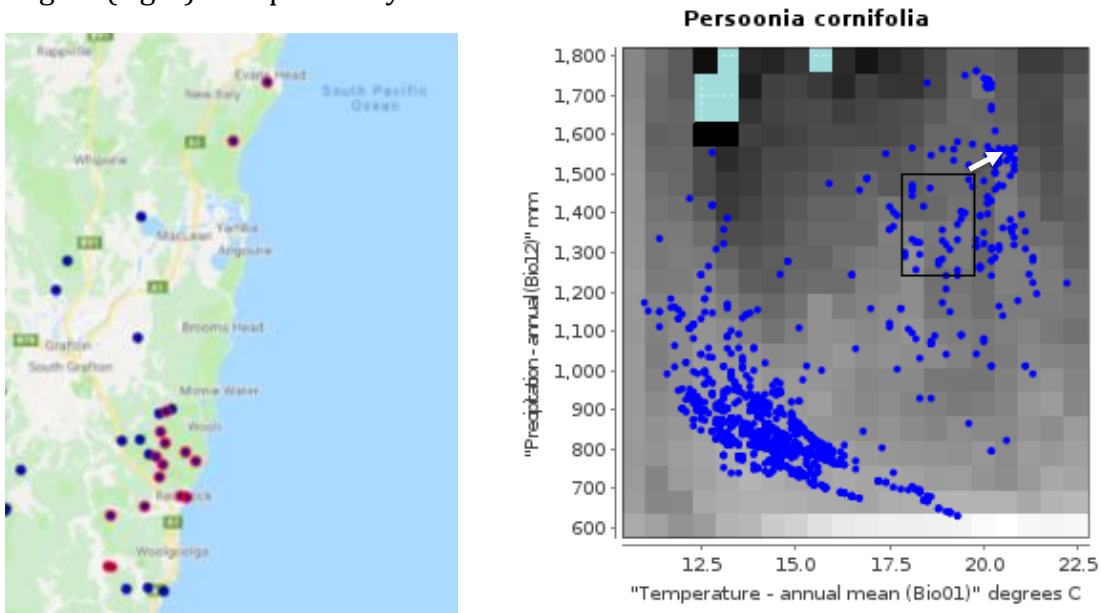 Persoonia cornifolia
Rappville
Evans Head
New Italy
South Pacific
Ocean
Whiporie
Maclean
Yamba
Angourie
Brooms Head
Grafton
South Grafton
Minnie Water
Wooli
Woolgoolga
1,800
1,700
1,600
1,500
1,400
1,300
1,200
1,100
1,000
900
800
700
600
"Precipitation - annual (Bio12)" mm
12.5 15.0 17.5 20.0 22.5
"Temperature - annual mean (Bio01)" degrees C